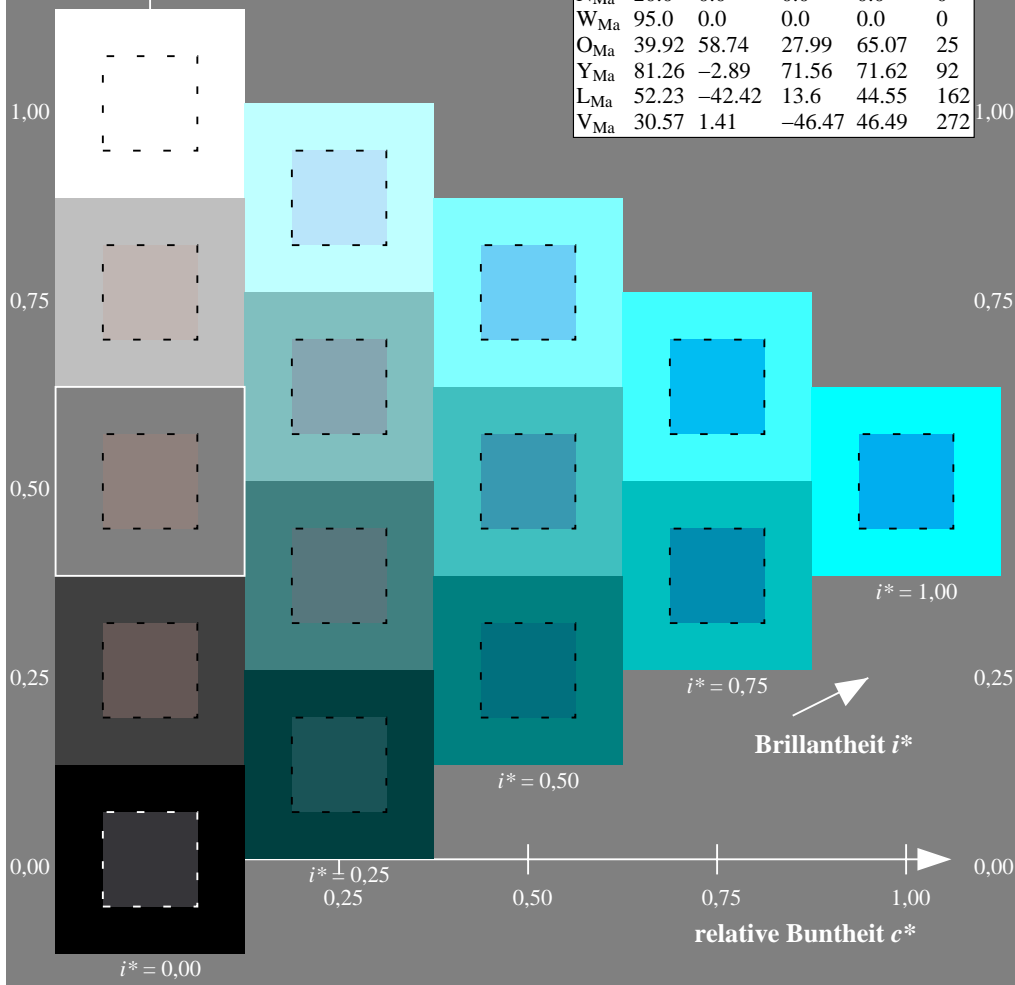 W_Ma 95.0 0.0 0.0 0.0 0
O_Ma 39.92 58.74 27.99 65.07 25
Y_Ma 81.26 −2.89 71.56 71.62 92
L_Ma 52.23 −42.42 13.6 44.55 162
V_Ma 30.57 1.41 −46.47 46.49 272
1,00 1,00
0,75 0,75
0,50
i* = 1,00
0,25 i* = 0,75 0,25
Brillantheit i*
i* = 0,50
0,00 i* = 0,25 0,00
0,25 0,50 0,75 1,00
relative Buntheit c*
i* = 0,00